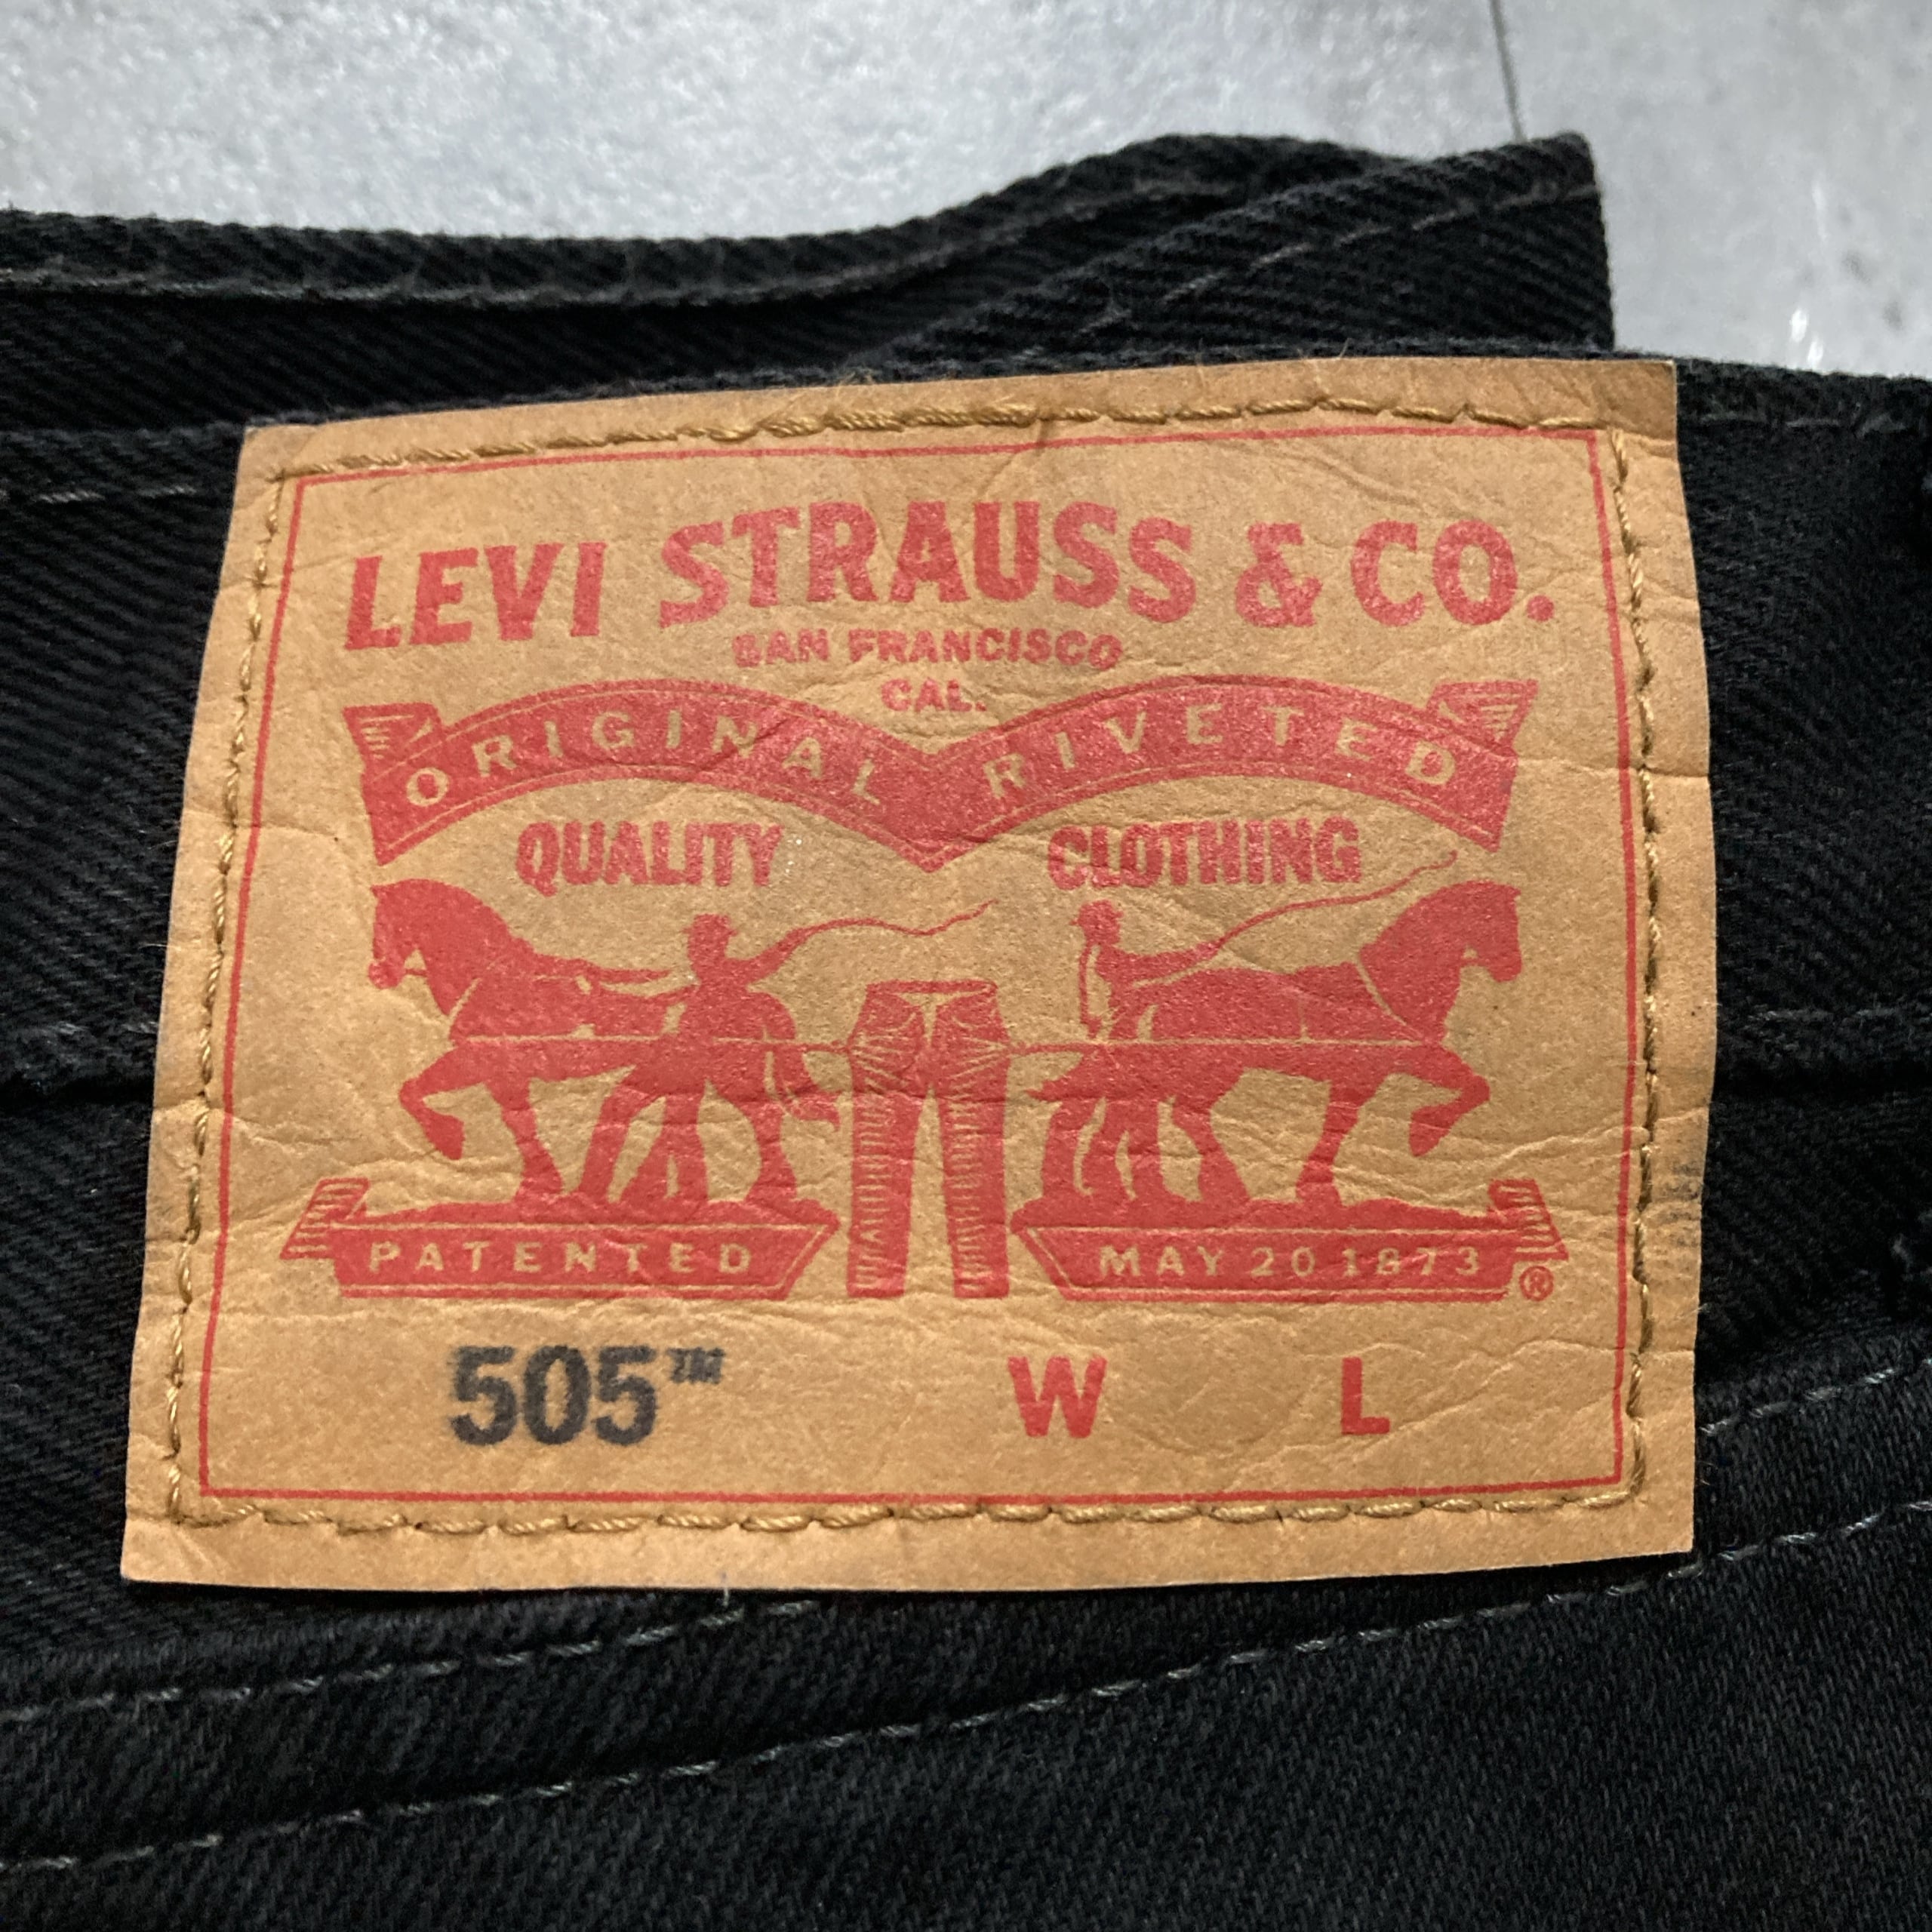 LEVI STRAUSS & CO.
SAN FRANCISCO
CAL.
ORIGINAL RIVETED
QUALITY CLOTHING
PATENTED MAY 20 1873 ®
505™ W L